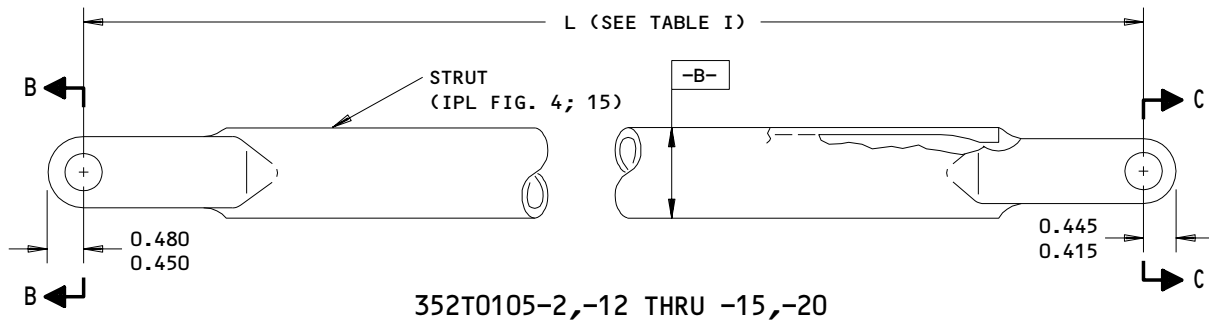 L (SEE TABLE I)
B
STRUT
(IPL FIG. 4; 15)
-B-
C
0.480
0.450
0.445
0.415
B
C
352T0105-2,-12 THRU -15,-20